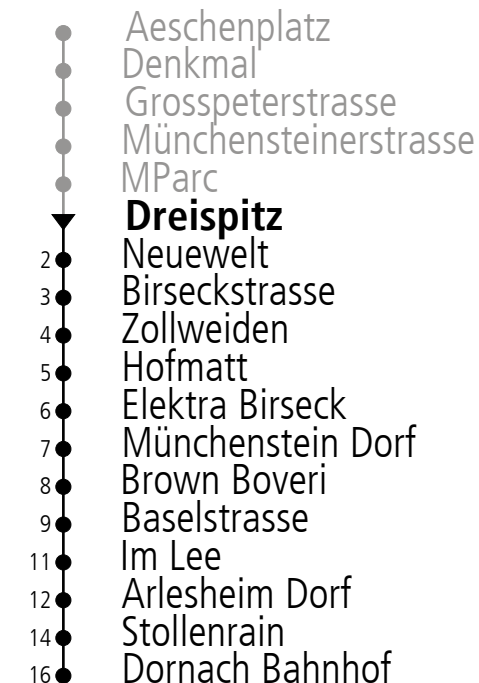 Aeschenplatz
Denkmal
Grosspeterstrasse
Münchensteinerstrasse
MParc
Dreispitz
2 Neuewelt
3 Birseckstrasse
4 Zollweiden
5 Hofmatt
6 Elektra Birseck
7 Münchenstein Dorf
8 Brown Boveri
9 Baselstrasse
11 Im Lee
12 Arlesheim Dorf
14 Stollenrain
16 Dornach Bahnhof